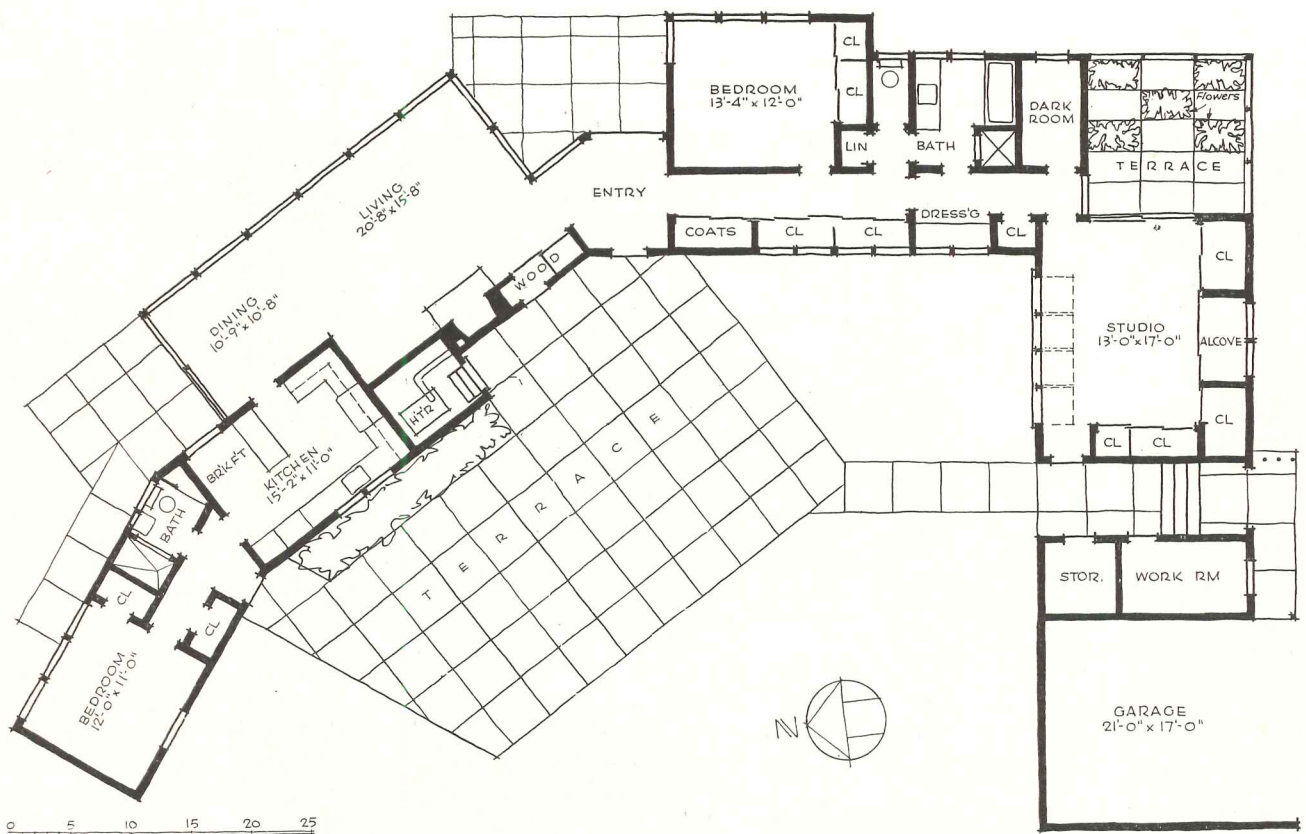 CL
BEDROOM
13'-4" x 12'-0"
CL
DARK
ROOM
Flowers
LIN
BATH
TERRACE
ENTRY
LIVING
20'-8" x 15'-8"
COATS
CL
CL
DRESS'G
CL
WOOD
CL
DINING
10'-9" x 10'-8"
STUDIO
13'-0" x 17'-0"
ALCOVE
HTR
CL
CL
CL
BRKF'T
KITCHEN
15'-2" x 11'-0"
TERRACE
BATH
STOR.
WORK RM
CL
CL
BEDROOM
12'-0" x 11'-0"
N
GARAGE
21'-0" x 17'-0"
0 5 10 15 20 25